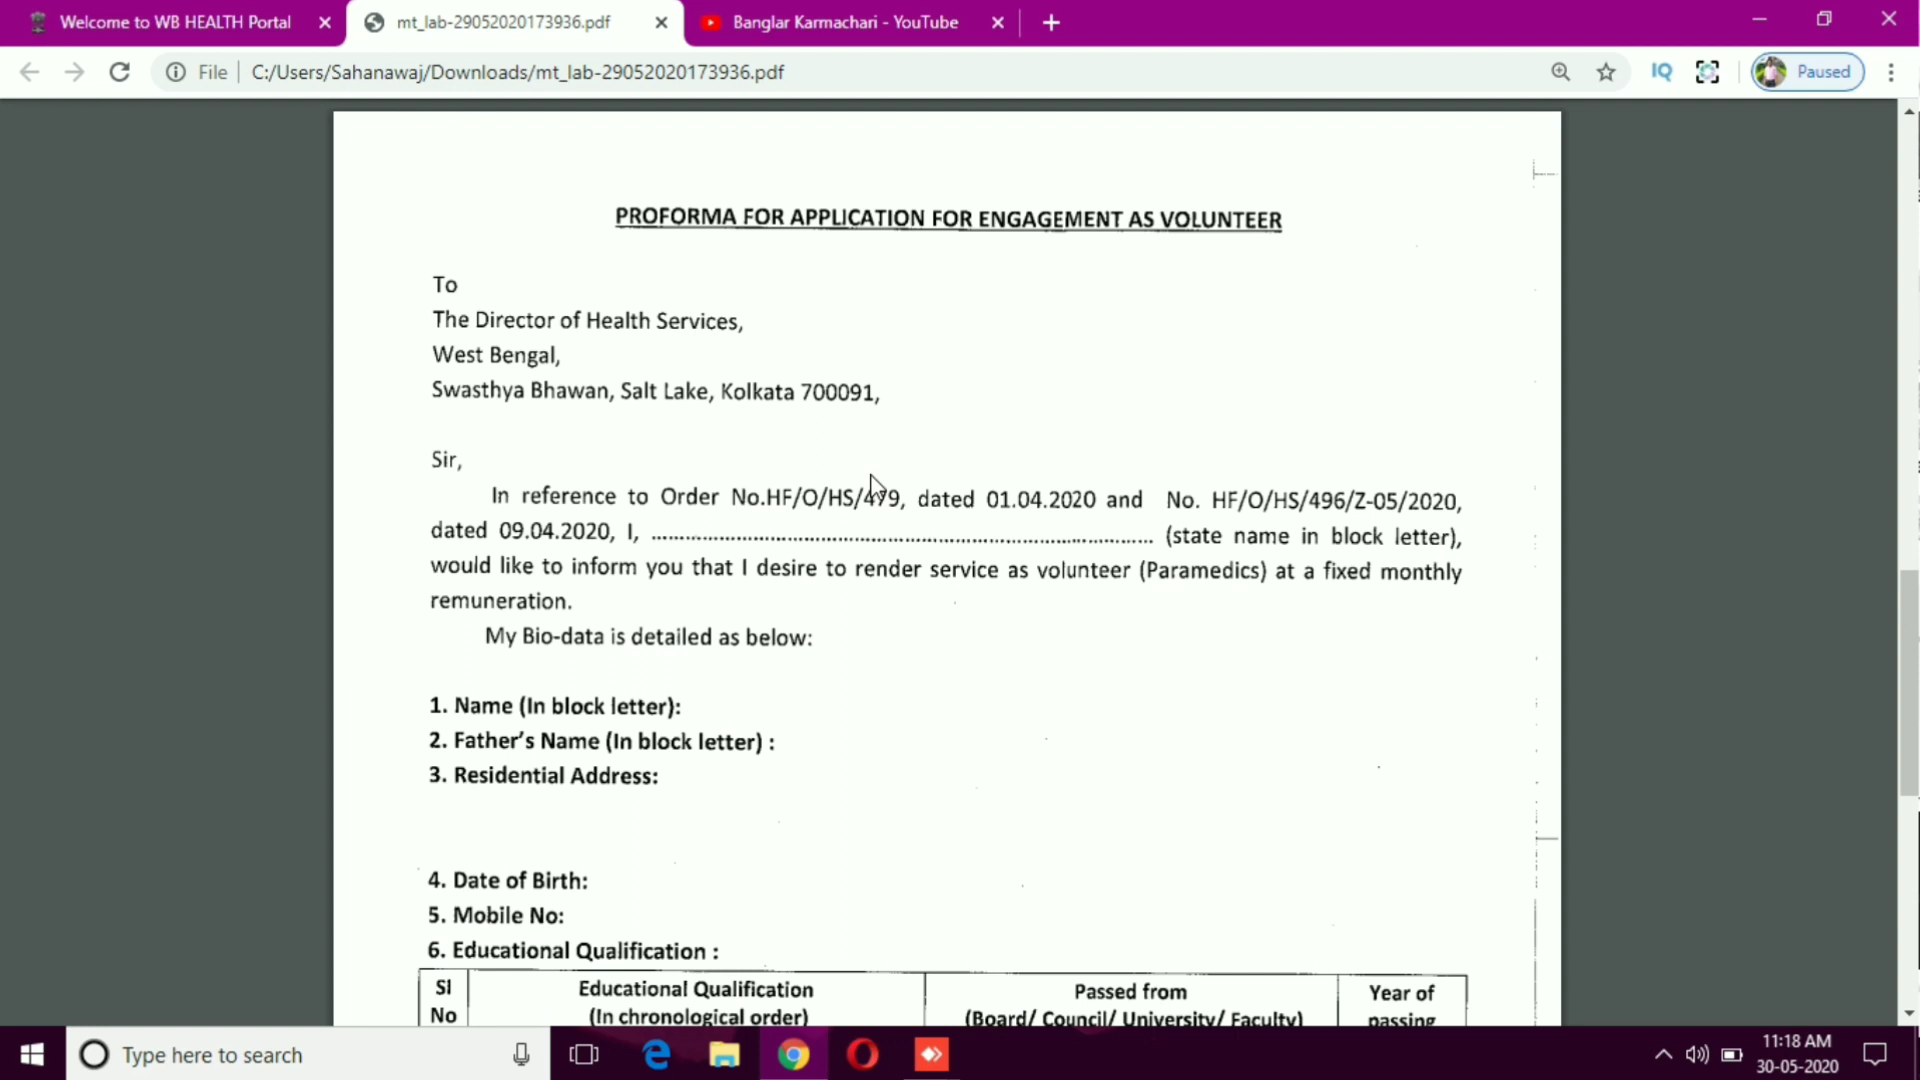 Welcome to WB HEALTH Portal
mt_lab-29052020173936.pdf
Banglar Karmachari - YouTube
File
C:/Users/Sahanawaj/Downloads/mt_lab-29052020173936.pdf
IQ
Paused
PROFORMA FOR APPLICATION FOR ENGAGEMENT AS VOLUNTEER
To
The Director of Health Services,
West Bengal,
Swasthya Bhawan, Salt Lake, Kolkata 700091,
Sir,
In reference to Order No.HF/O/HS/479, dated 01.04.2020 and No. HF/O/HS/496/Z-05/2020,
dated 09.04.2020, I, .......................................................................................... (state name in block letter),
would like to inform you that I desire to render service as volunteer (Paramedics) at a fixed monthly
remuneration.
My Bio-data is detailed as below:
1. Name (In block letter):
2. Father's Name (In block letter) :
3. Residential Address:
4. Date of Birth:
5. Mobile No:
6. Educational Qualification :
Sl Educational Qualification Passed from Year of
No (In chronological order) (Board/ Council/ University/ Faculty) passing
Type here to search
11:18 AM
30-05-2020